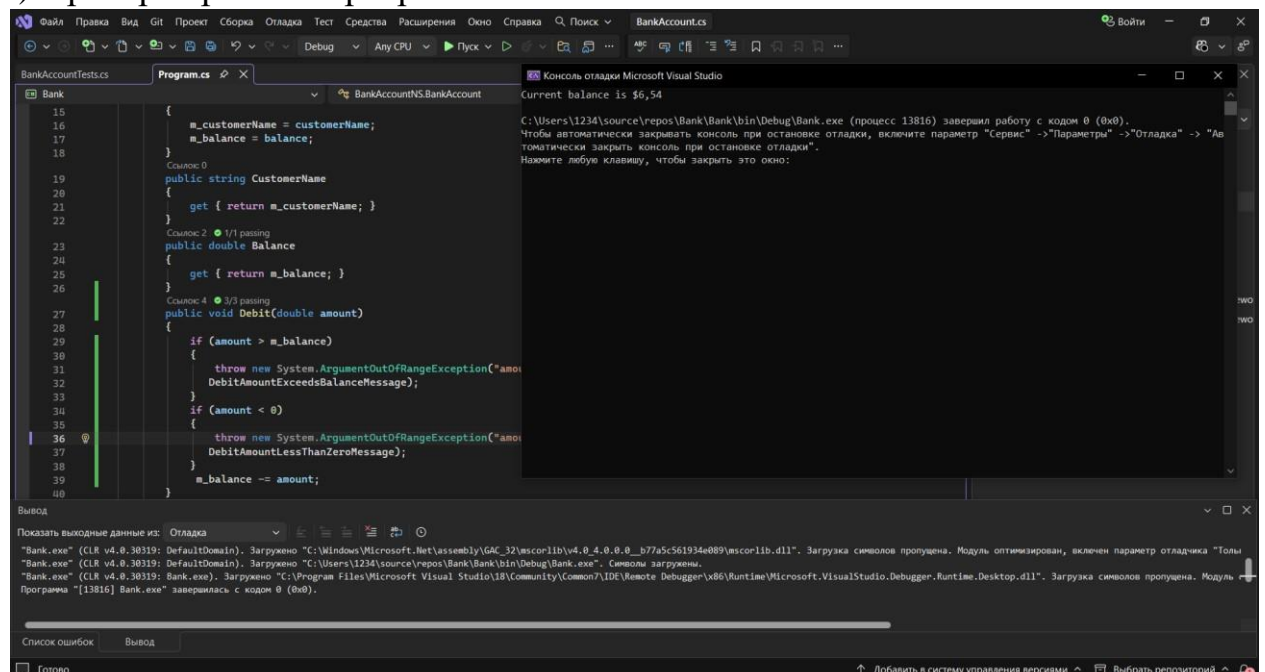 Файл Правка Вид Git Проект Сборка Отладка Тест Средства Расширения Окно Справка Поиск BankAccount.cs Войти
Debug Any CPU Пуск
BankAccountTests.cs Program.cs
Bank BankAccountNS.BankAccount
15 {
16 m_customerName = customerName;
17 m_balance = balance;
18 }
Ссылок: 0
19 public string CustomerName
20 {
21 get { return m_customerName; }
22 }
Ссылок: 2 1/1 passing
23 public double Balance
24 {
25 get { return m_balance; }
26 }
Ссылок: 4 3/3 passing
27 public void Debit(double amount)
28 {
29 if (amount > m_balance)
30 {
31 throw new System.ArgumentOutOfRangeException("amou
32 DebitAmountExceedsBalanceMessage);
33 }
34 if (amount < 0)
35 {
36 throw new System.ArgumentOutOfRangeException("amou
37 DebitAmountLessThanZeroMessage);
38 }
39 m_balance -= amount;
40 }
Консоль отладки Microsoft Visual Studio
Current balance is $6,54
C:\Users\1234\source\repos\Bank\Bank\bin\Debug\Bank.exe (процесс 13816) завершил работу с кодом 0 (0x0).
Чтобы автоматически закрывать консоль при остановке отладки, включите параметр "Сервис" ->"Параметры" ->"Отладка" -> "Ав
томатически закрыть консоль при остановке отладки".
Нажмите любую клавишу, чтобы закрыть это окно:
Вывод
Показать выходные данные из: Отладка
"Bank.exe" (CLR v4.0.30319: DefaultDomain). Загружено "C:\Windows\Microsoft.Net\assembly\GAC_32\mscorlib\v4.0_4.0.0.0__b77a5c561934e089\mscorlib.dll". Загрузка символов пропущена. Модуль оптимизирован, включен параметр отладчика "Толы
"Bank.exe" (CLR v4.0.30319: DefaultDomain). Загружено "C:\Users\1234\source\repos\Bank\Bank\bin\Debug\Bank.exe". Символы загружены.
"Bank.exe" (CLR v4.0.30319: Bank.exe). Загружено "C:\Program Files\Microsoft Visual Studio\18\Community\Common7\IDE\Remote Debugger\x86\Runtime\Microsoft.VisualStudio.Debugger.Runtime.Desktop.dll". Загрузка символов пропущена. Модуль
Программа "[13816] Bank.exe" завершилась с кодом 0 (0x0).
Список ошибок Вывод
Готово Добавить в систему управления версиями Выбрать репозиторий